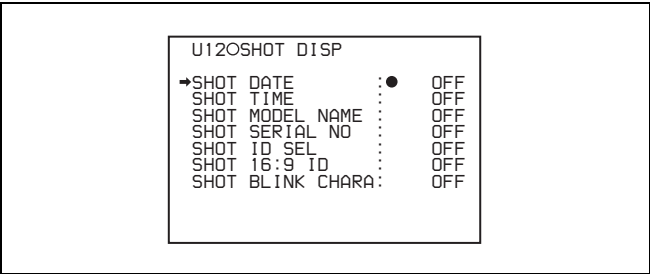 U12○SHOT DISP
➡SHOT DATE :● OFF
SHOT TIME : OFF
SHOT MODEL NAME : OFF
SHOT SERIAL NO : OFF
SHOT ID SEL : OFF
SHOT 16:9 ID : OFF
SHOT BLINK CHARA: OFF